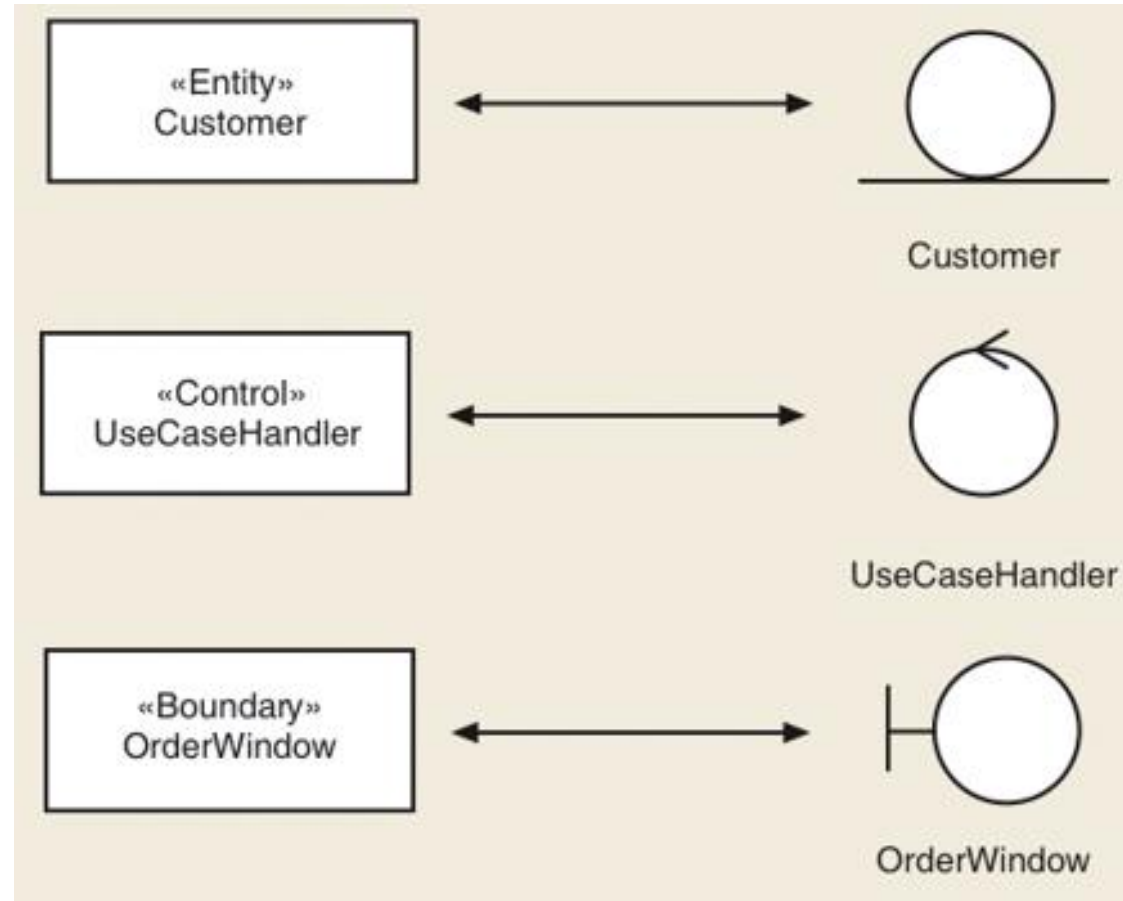 «Entity»
Customer
Customer
«Control»
UseCaseHandler
UseCaseHandler
«Boundary»
OrderWindow
OrderWindow